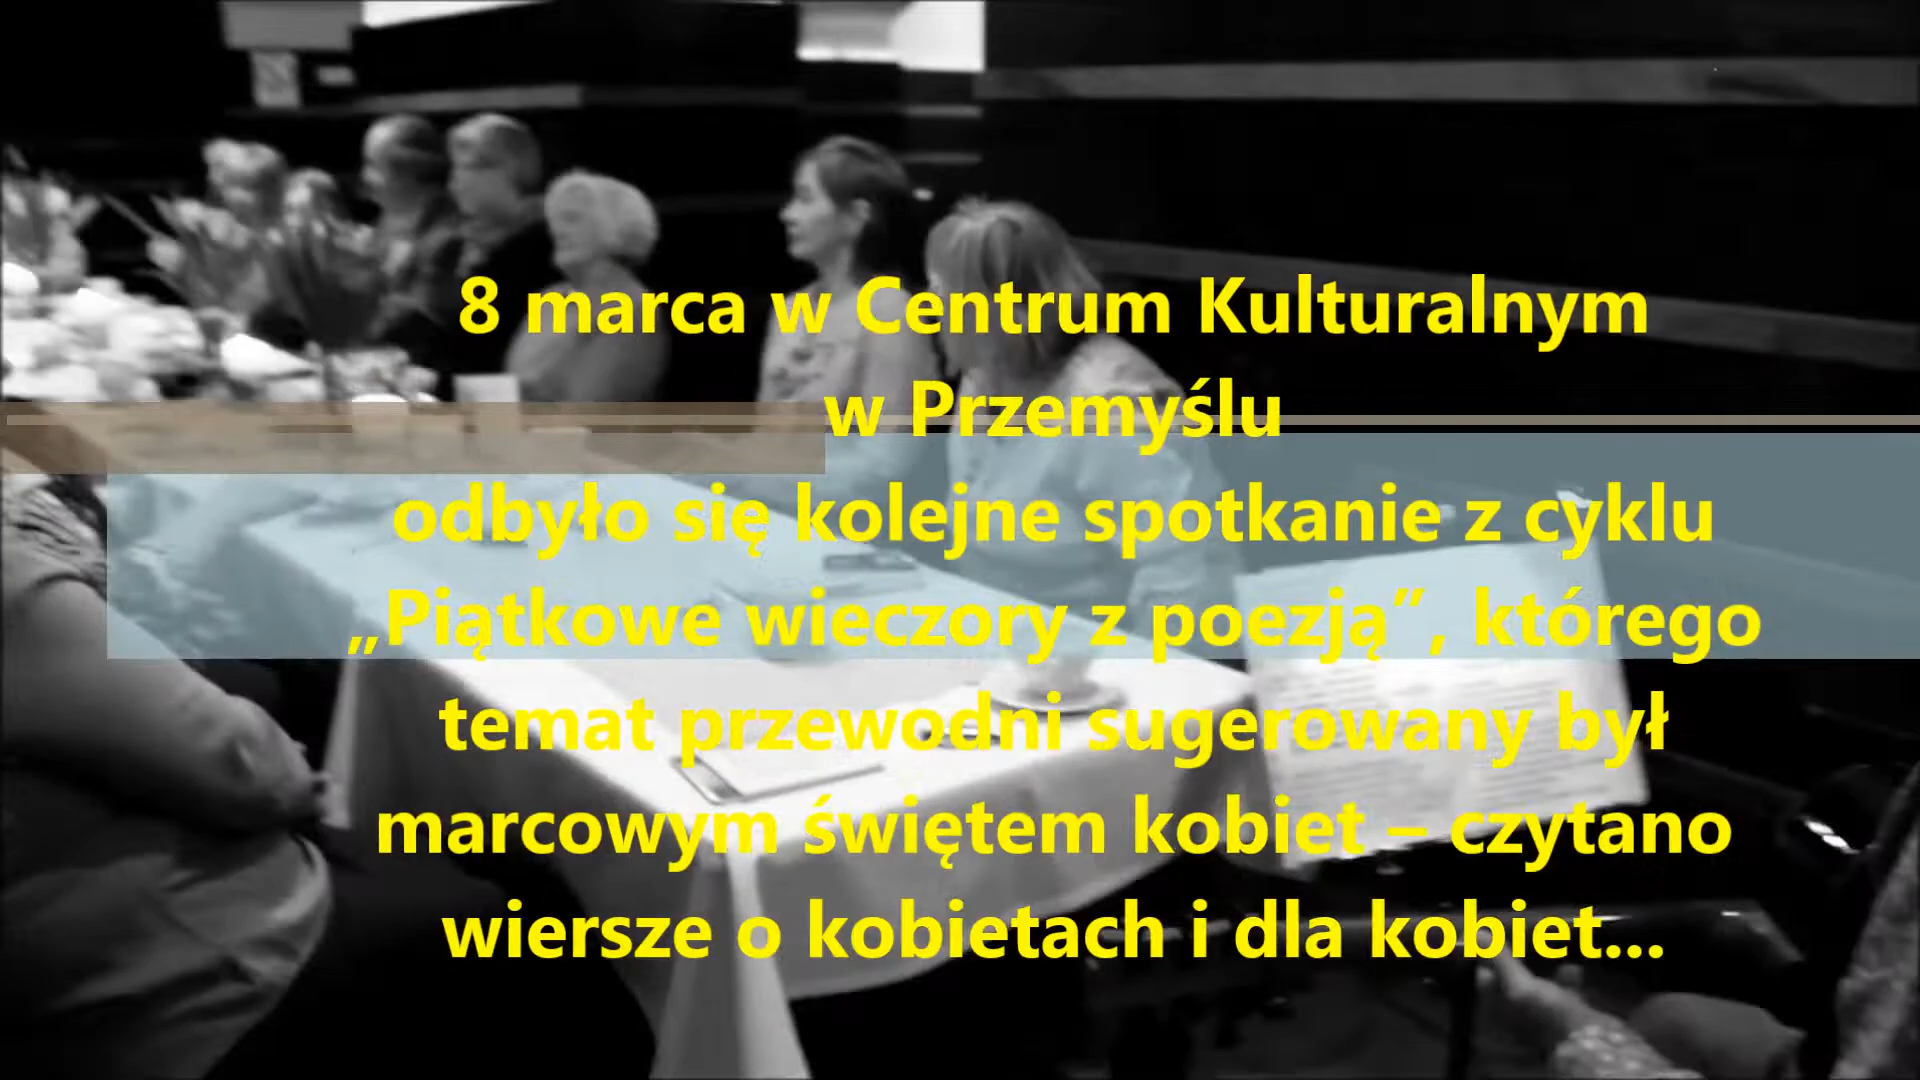 8 marca w Centrum Kulturalnym
w Przemyślu
odbyło się kolejne spotkanie z cyklu
„Piątkowe wieczory z poezją”, którego
temat przewodni sugerowany był
marcowym świętem kobiet – czytano
wiersze o kobietach i dla kobiet...